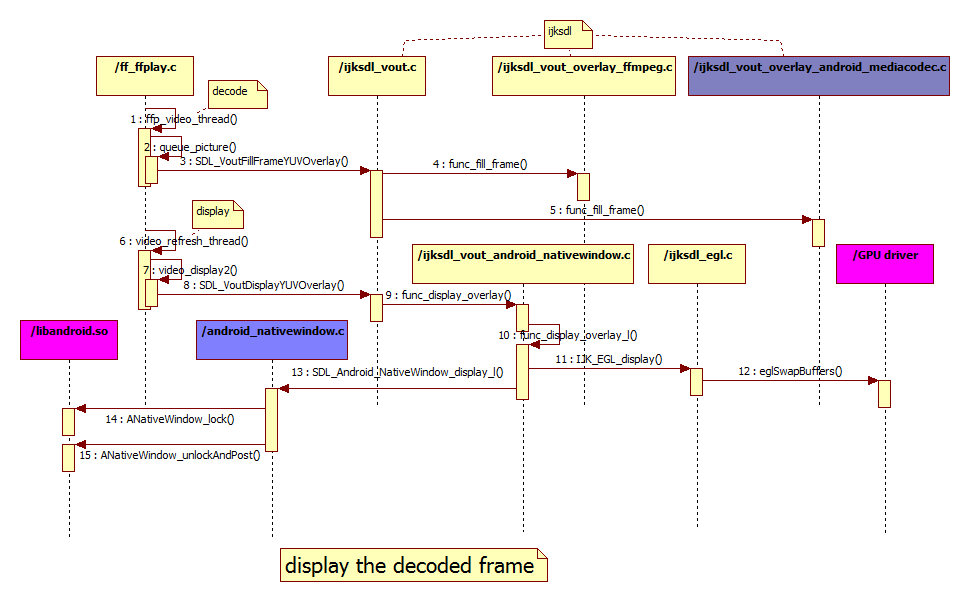 ijksdl
/ff_ffplay.c
/ijksdl_vout.c
/ijksdl_vout_overlay_ffmpeg.c
/ijksdl_vout_overlay_android_mediacodec.c
decode
1 : ffp_video_thread()
2 : queue_picture()
3 : SDL_VoutFillFrameYUVOverlay()
4 : func_fill_frame()
5 : func_fill_frame()
display
6 : video_refresh_thread()
/ijksdl_vout_android_nativewindow.c
/ijksdl_egl.c
/GPU driver
7 : video_display2()
8 : SDL_VoutDisplayYUVOverlay()
9 : func_display_overlay()
/libandroid.so
/android_nativewindow.c
10 : func_display_overlay_l()
11 : IJK_EGL_display()
12 : eglSwapBuffers()
13 : SDL_Android_NativeWindow_display_l()
14 : ANativeWindow_lock()
15 : ANativeWindow_unlockAndPost()
display the decoded frame